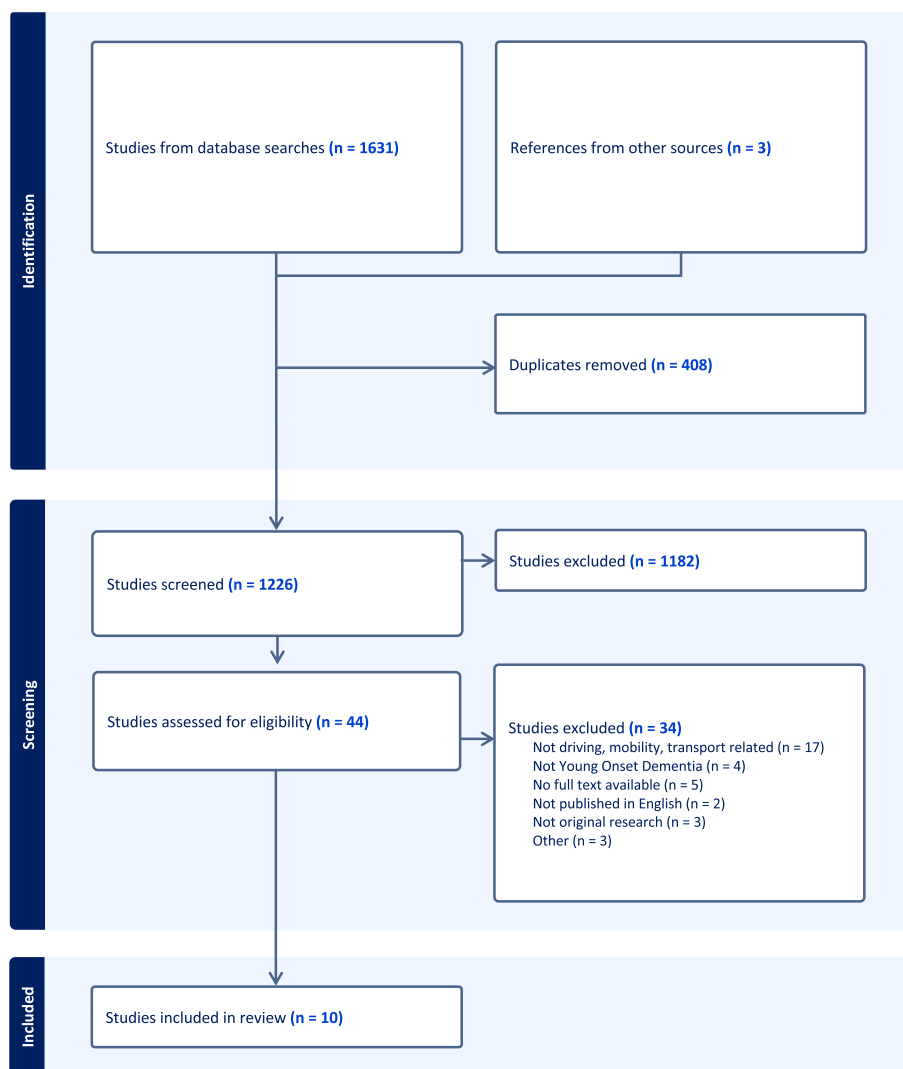 Identification
Studies from database searches (n = 1631)
References from other sources (n = 3)
Duplicates removed (n = 408)
Screening
Studies screened (n = 1226)
Studies excluded (n = 1182)
Studies assessed for eligibility (n = 44)
Studies excluded (n = 34)
Not driving, mobility, transport related (n = 17)
Not Young Onset Dementia (n = 4)
No full text available (n = 5)
Not published in English (n = 2)
Not original research (n = 3)
Other (n = 3)
Included
Studies included in review (n = 10)